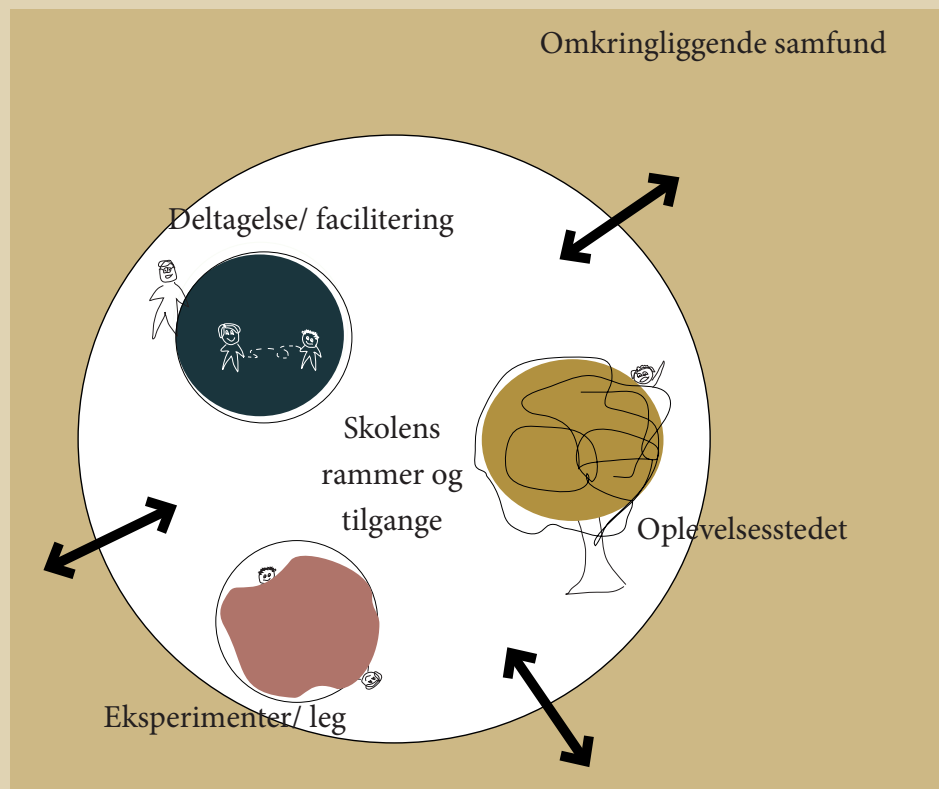 Omkringliggende samfund
Deltagelse/ facilitering
Skolens
rammer og
tilgange
Oplevelsesstedet
Eksperimenter/ leg